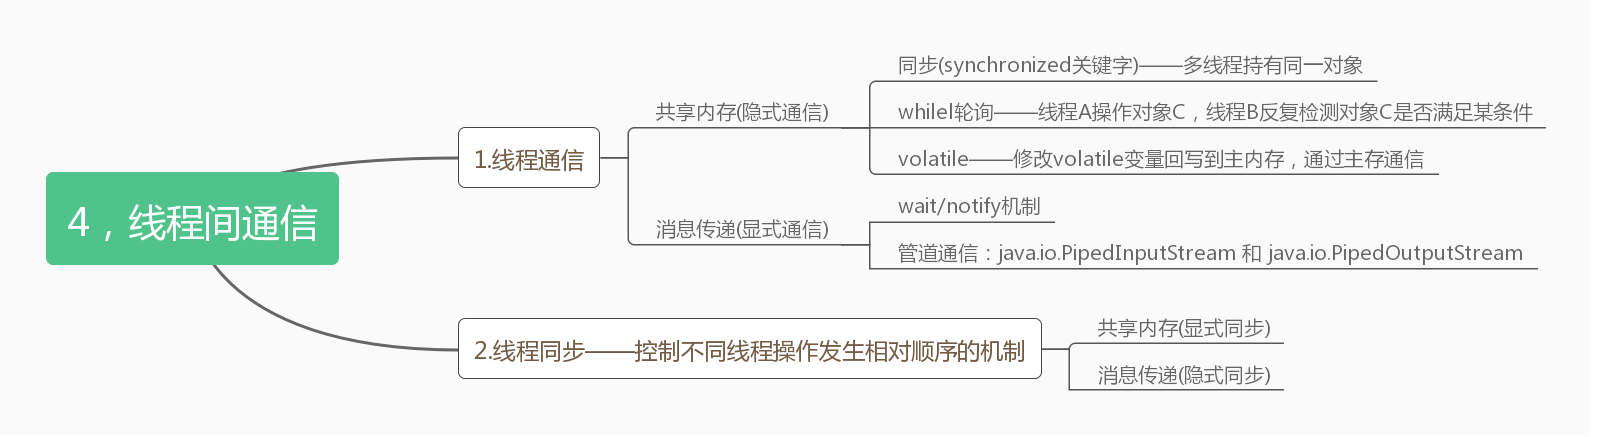 4，线程间通信
1.线程通信
共享内存(隐式通信)
同步(synchronized关键字)——多线程持有同一对象
whilel轮询——线程A操作对象C，线程B反复检测对象C是否满足某条件
volatile——修改volatile变量回写到主内存，通过主存通信
消息传递(显式通信)
wait/notify机制
管道通信：java.io.PipedInputStream 和 java.io.PipedOutputStream
2.线程同步——控制不同线程操作发生相对顺序的机制
共享内存(显式同步)
消息传递(隐式同步)